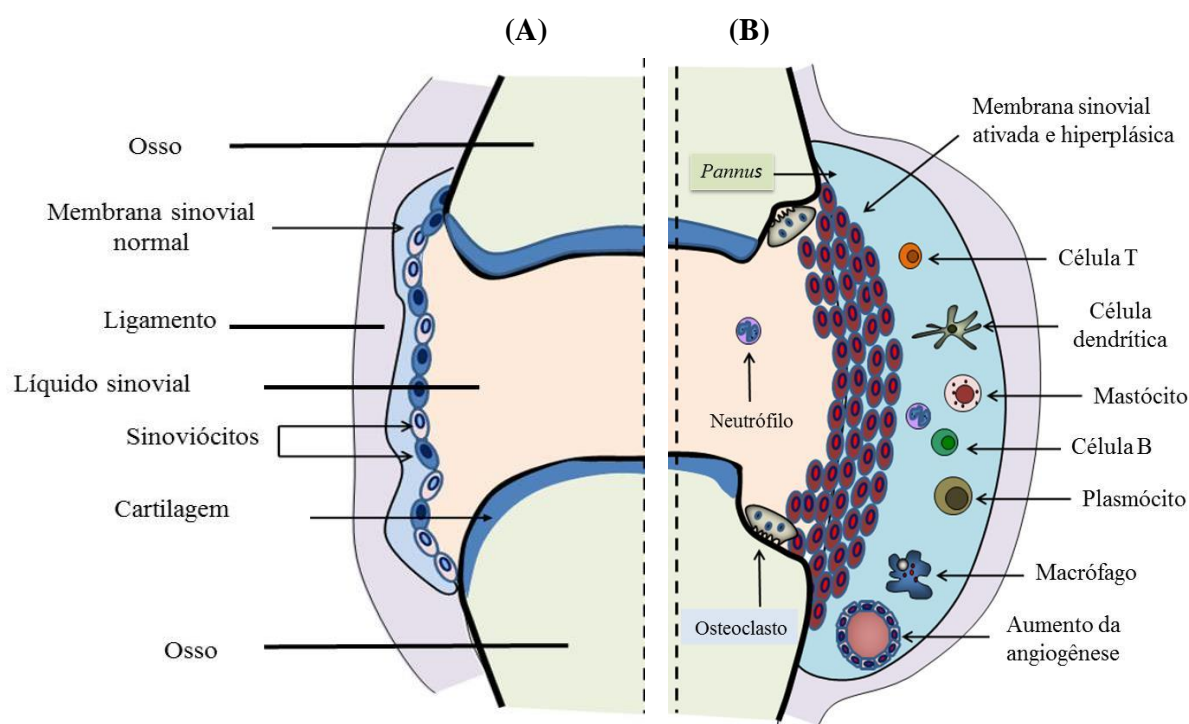 (A)
(B)
Osso
Membrana sinovial
normal
Ligamento
Líquido sinovial
Sinoviócitos
Cartilagem
Osso
Membrana sinovial
ativada e hiperplásica
Pannus
Célula T
Célula
dendrítica
Mastócito
Neutrófilo
Célula B
Plasmócito
Macrófago
Osteoclasto
Aumento da
angiogênese